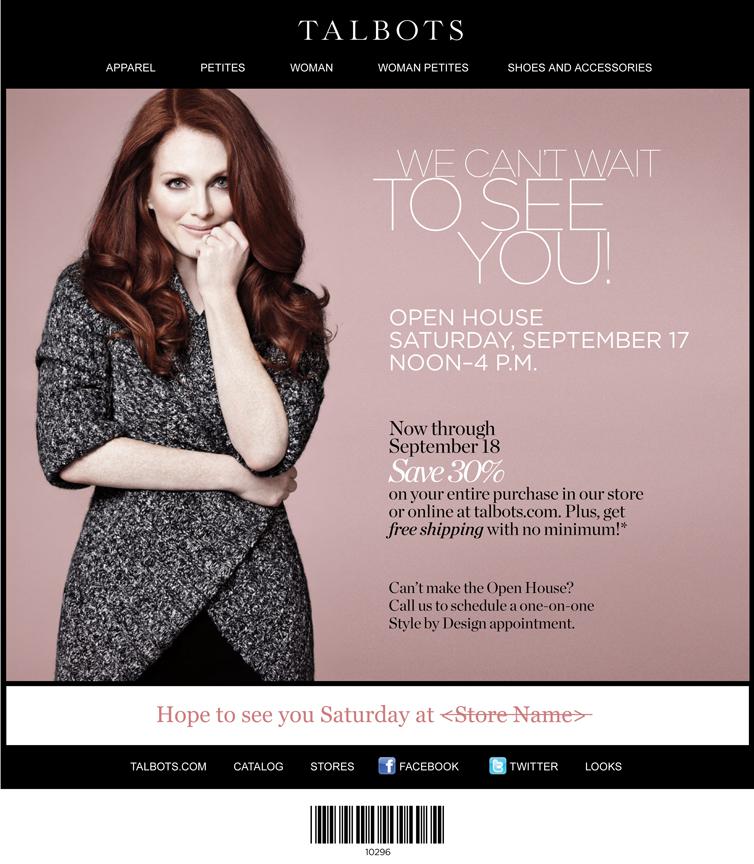 TALBOTS
APPAREL PETITES WOMAN WOMAN PETITES SHOES AND ACCESSORIES
WE CAN'T WAIT
TO SEE
YOU!
OPEN HOUSE
SATURDAY, SEPTEMBER 17
NOON–4 P.M.
Now through
September 18
Save 30%
on your entire purchase in our store
or online at talbots.com. Plus, get
free shipping with no minimum!*
Can't make the Open House?
Call us to schedule a one-on-one
Style by Design appointment.
Hope to see you Saturday at <Store Name>
TALBOTS.COM CATALOG STORES FACEBOOK TWITTER LOOKS
10296